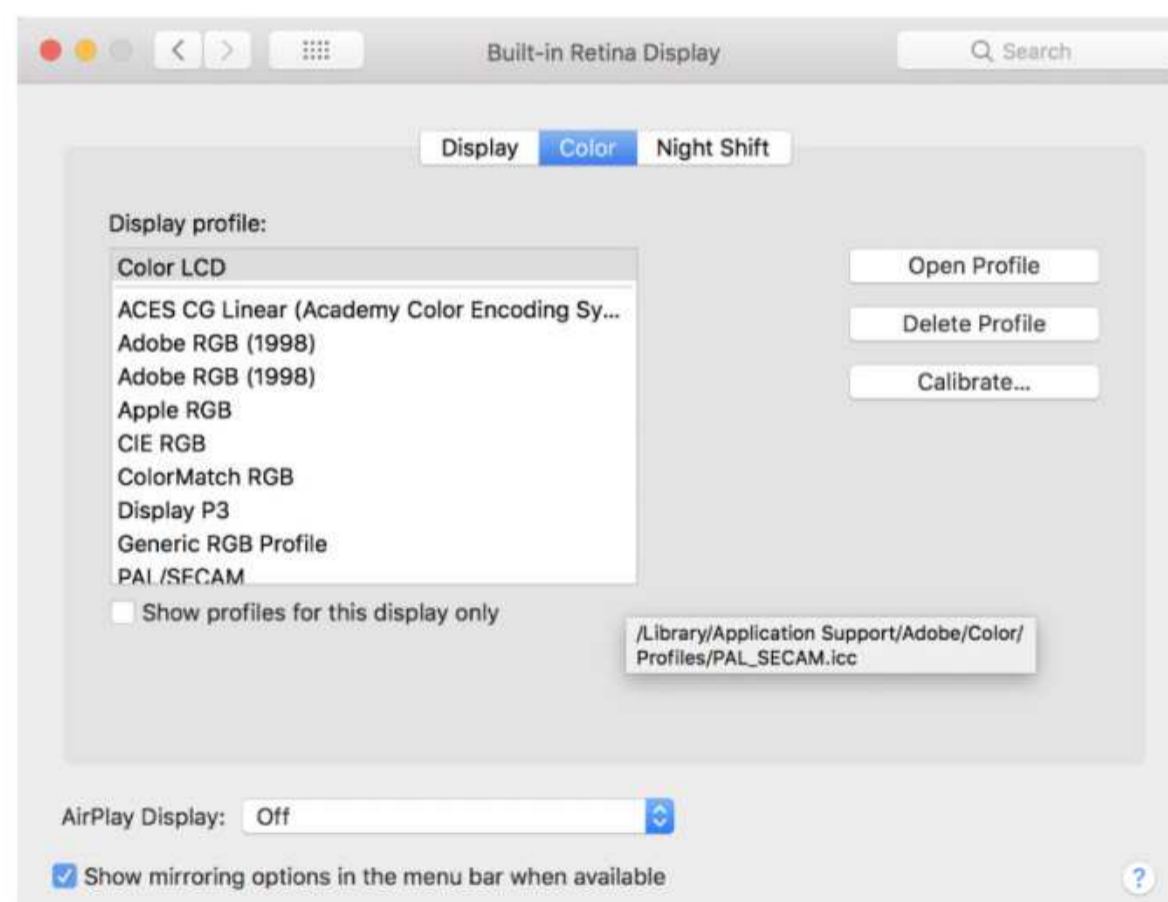 Built-in Retina Display
Search
Display Color Night Shift
Display profile:
Color LCD
ACES CG Linear (Academy Color Encoding Sy...
Adobe RGB (1998)
Adobe RGB (1998)
Apple RGB
CIE RGB
ColorMatch RGB
Display P3
Generic RGB Profile
PAL/SECAM
Open Profile
Delete Profile
Calibrate...
Show profiles for this display only
/Library/Application Support/Adobe/Color/
Profiles/PAL_SECAM.icc
AirPlay Display: Off
Show mirroring options in the menu bar when available
?